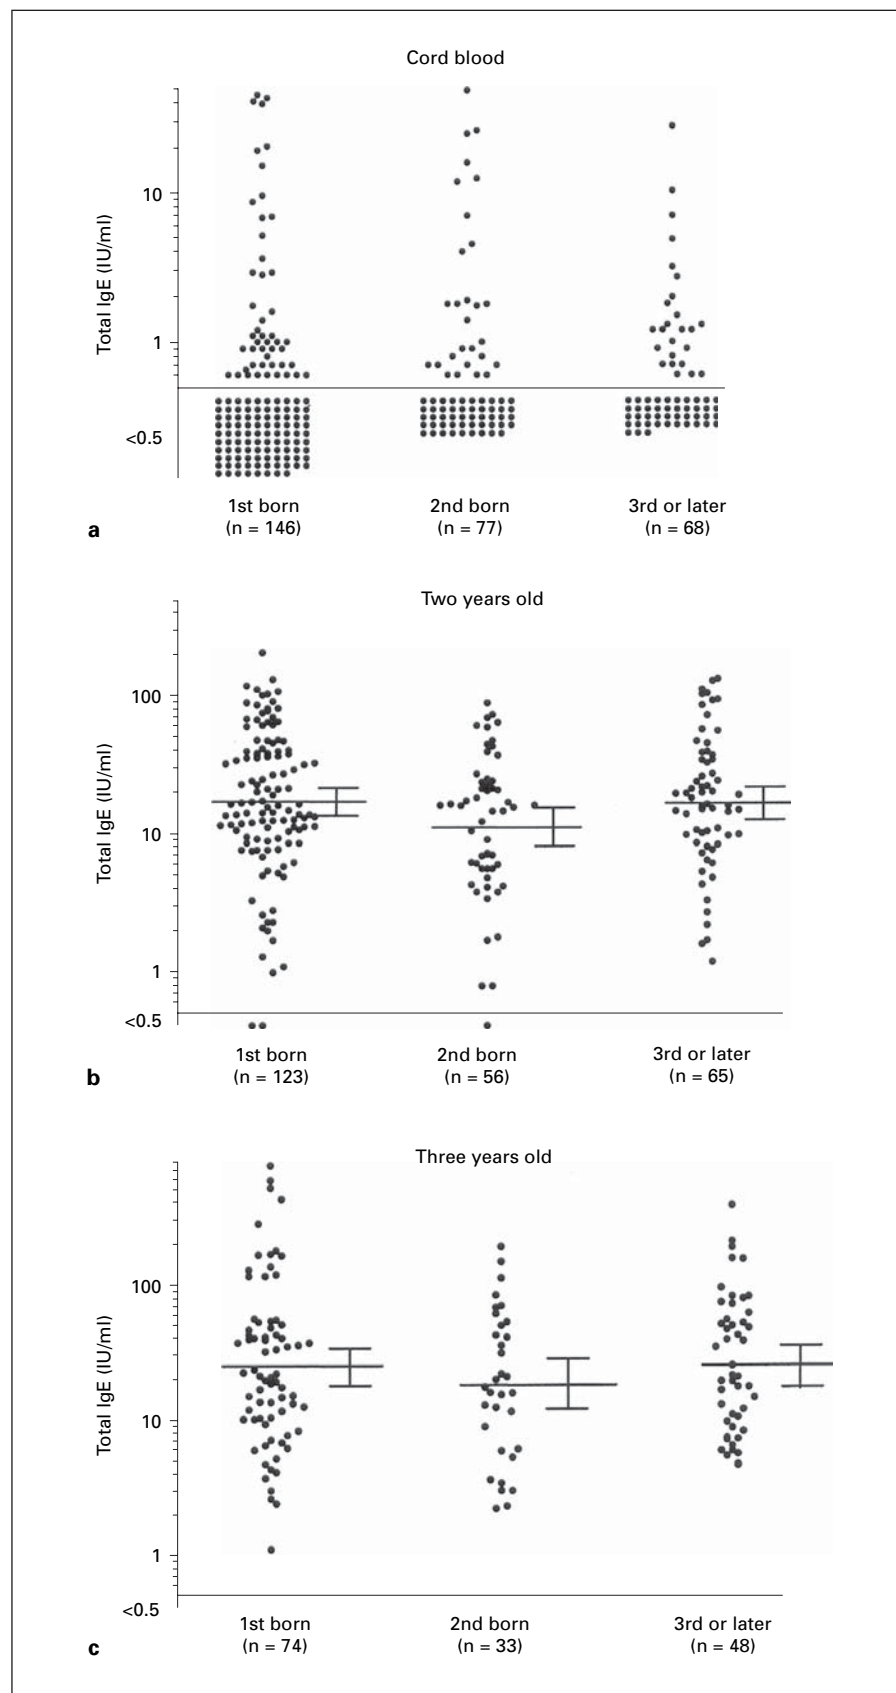 Cord blood
Total IgE (IU/ml)
10
1
<0.5
1st born
(n = 146)
2nd born
(n = 77)
3rd or later
(n = 68)
a
Two years old
Total IgE (IU/ml)
100
10
1
<0.5
1st born
(n = 123)
2nd born
(n = 56)
3rd or later
(n = 65)
b
Three years old
Total IgE (IU/ml)
100
10
1
<0.5
1st born
(n = 74)
2nd born
(n = 33)
3rd or later
(n = 48)
c